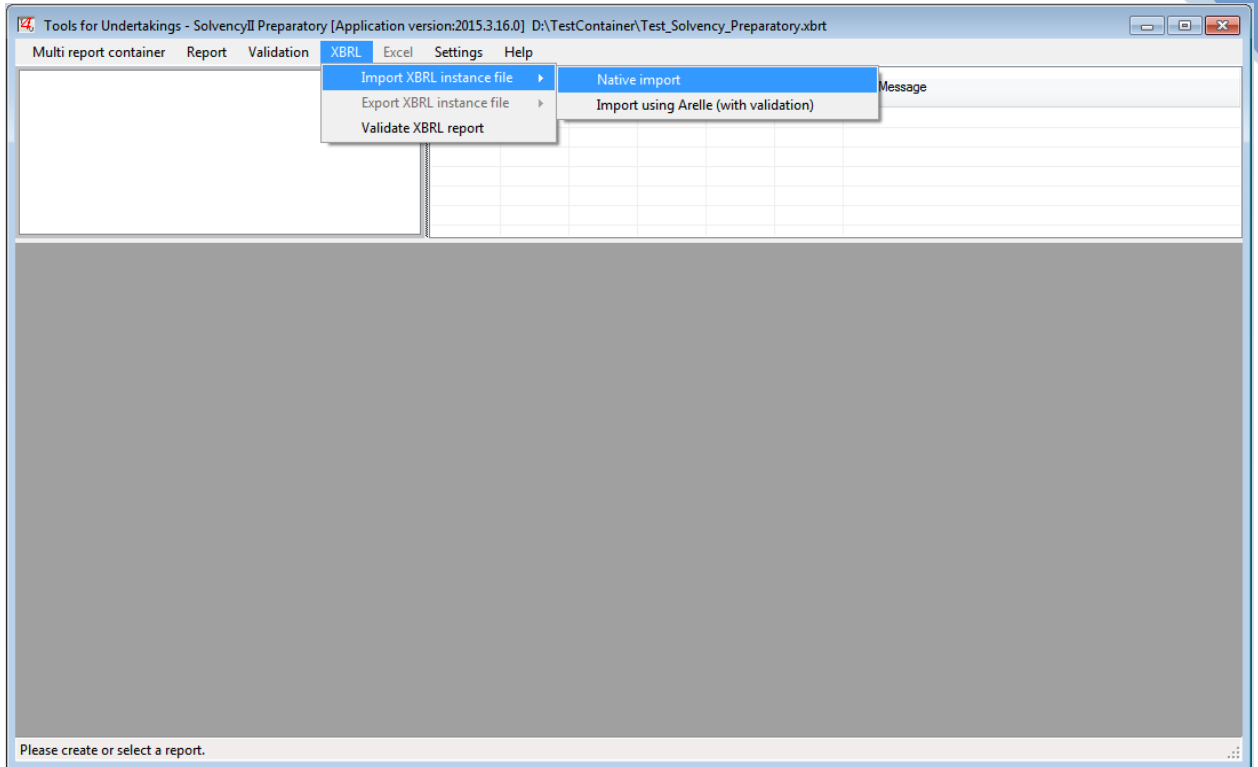 Tools for Undertakings - SolvencyII Preparatory [Application version:2015.3.16.0] D:\TestContainer\Test_Solvency_Preparatory.xbrt
Multi report container Report Validation XBRL Excel Settings Help
Import XBRL instance file Native import Message
Export XBRL instance file Import using Arelle (with validation)
Validate XBRL report
Please create or select a report.